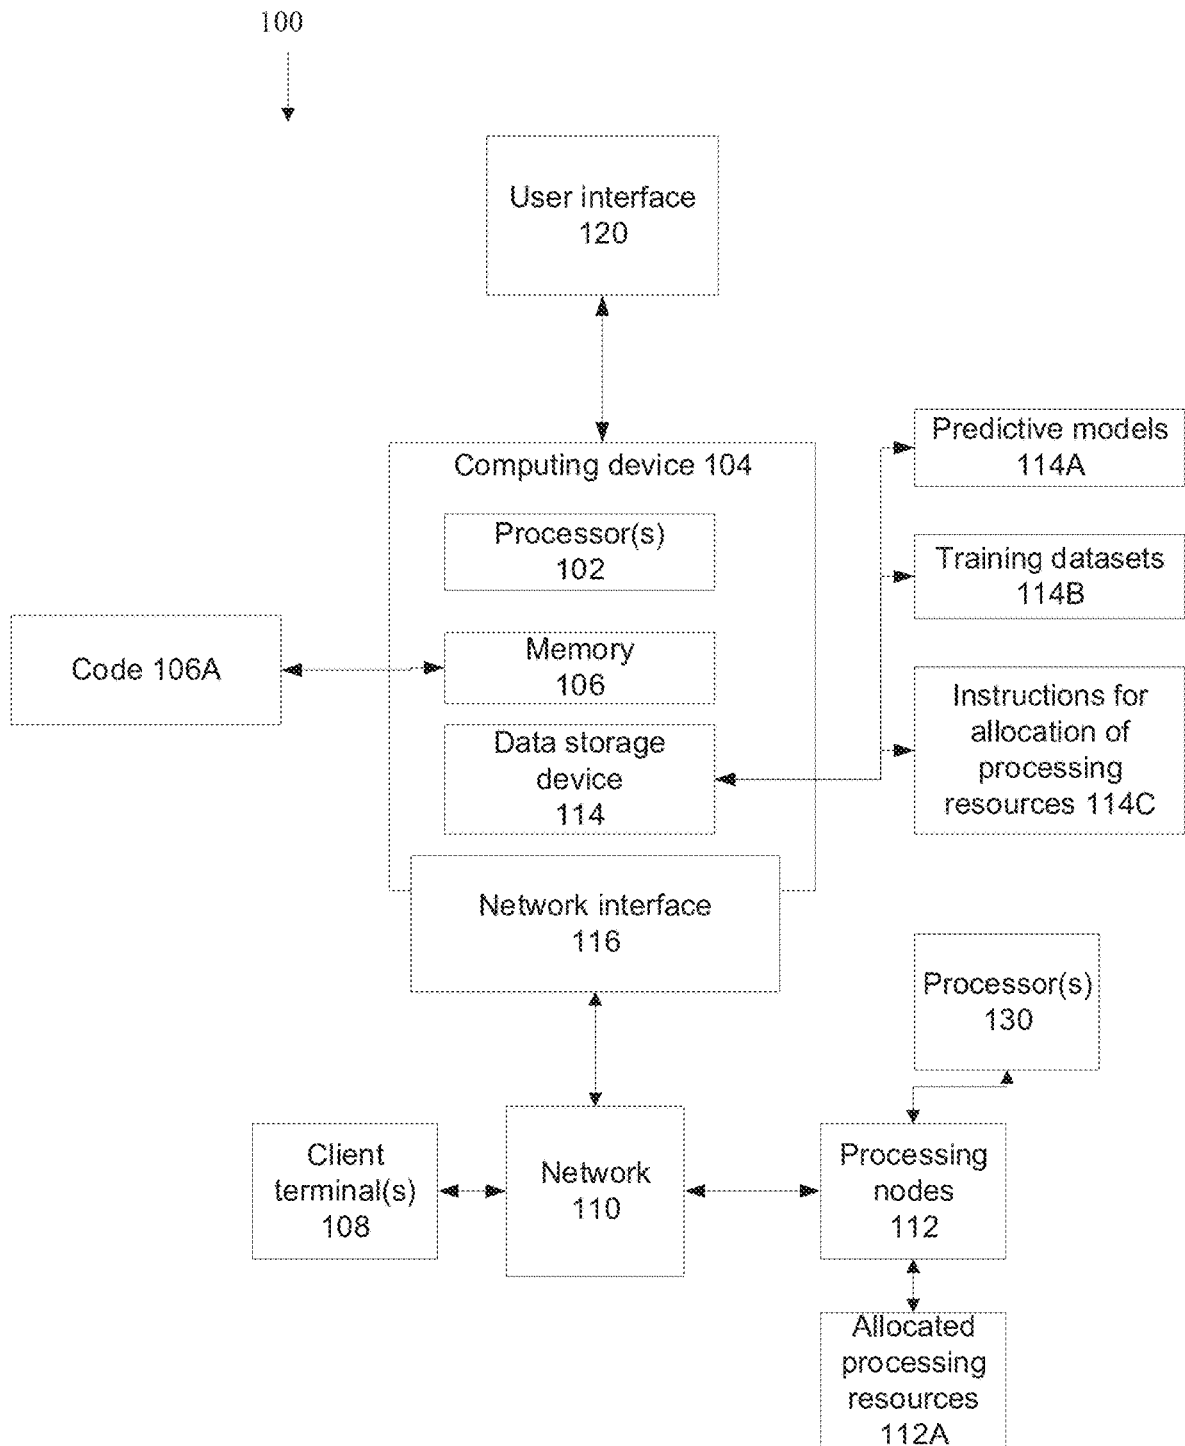 100
User interface
120
Computing device 104
Processor(s)
102
Memory
106
Data storage
device
114
Network interface
116
Code 106A
Predictive models
114A
Training datasets
114B
Instructions for
allocation of
processing
resources 114C
Processor(s)
130
Client
terminal(s)
108
Network
110
Processing
nodes
112
Allocated
processing
resources
112A